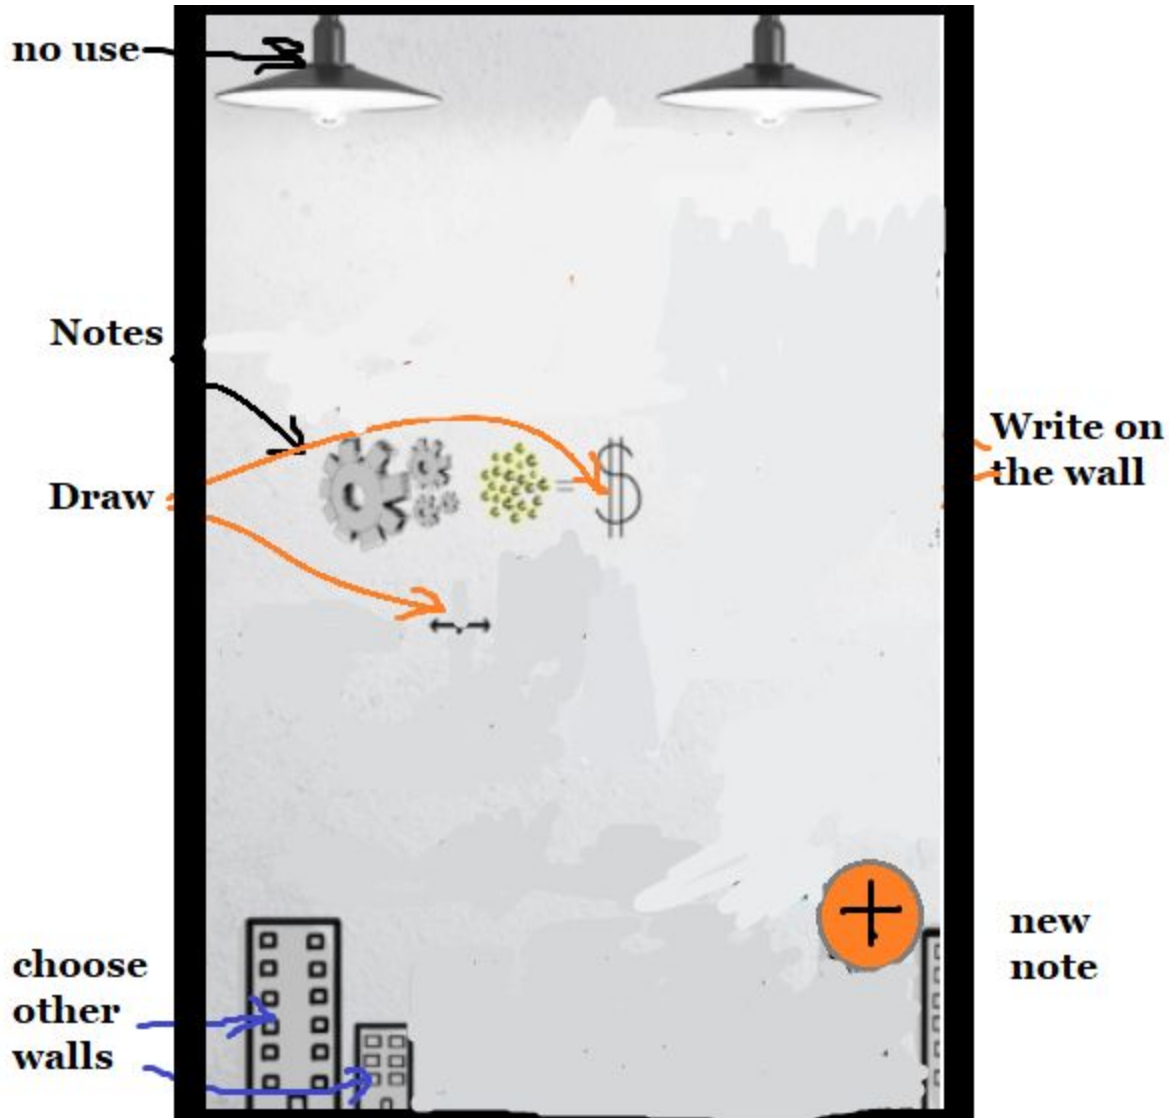 no use
Notes
Draw
= $
Write on
the wall
+
new
note
choose
other
walls